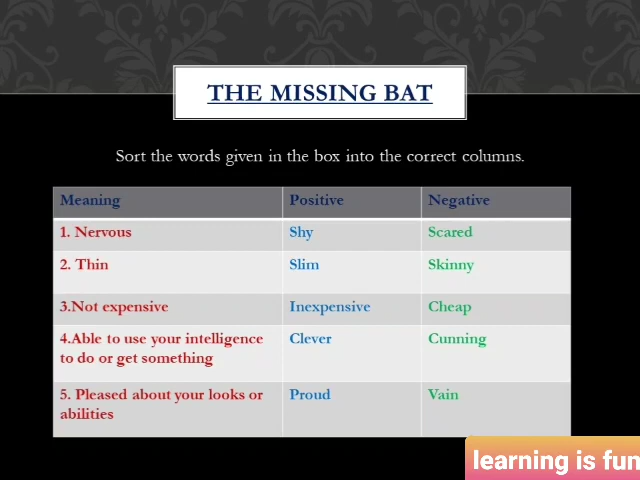 THE MISSING BAT
Sort the words given in the box into the correct columns.
Meaning Positive Negative
1. Nervous Shy Scared
2. Thin Slim Skinny
3.Not expensive Inexpensive Cheap
4.Able to use your intelligence Clever Cunning
to do or get something
5. Pleased about your looks or Proud Vain
abilities
learning is fun